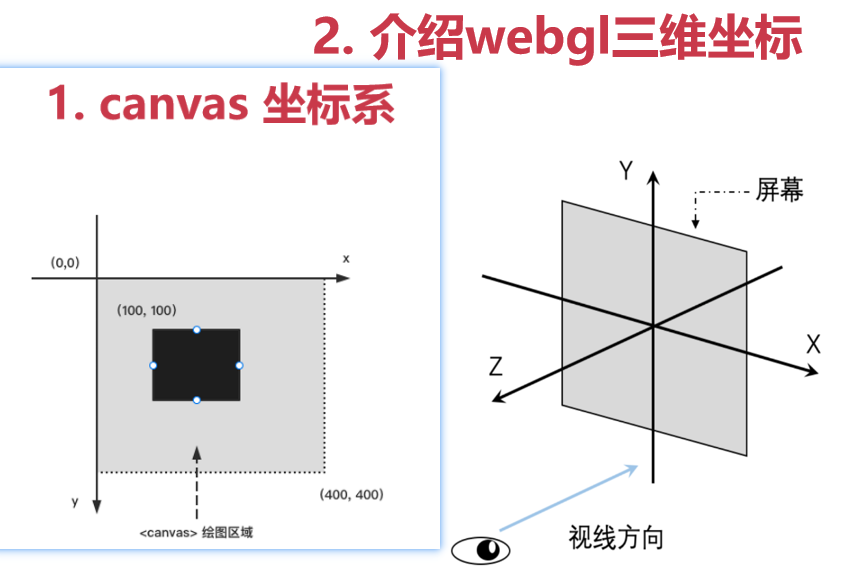 2. 介绍webgl三维坐标
1. canvas 坐标系
(0,0)
x
(100, 100)
y
(400, 400)
<canvas> 绘图区域
Y
屏幕
X
Z
视线方向